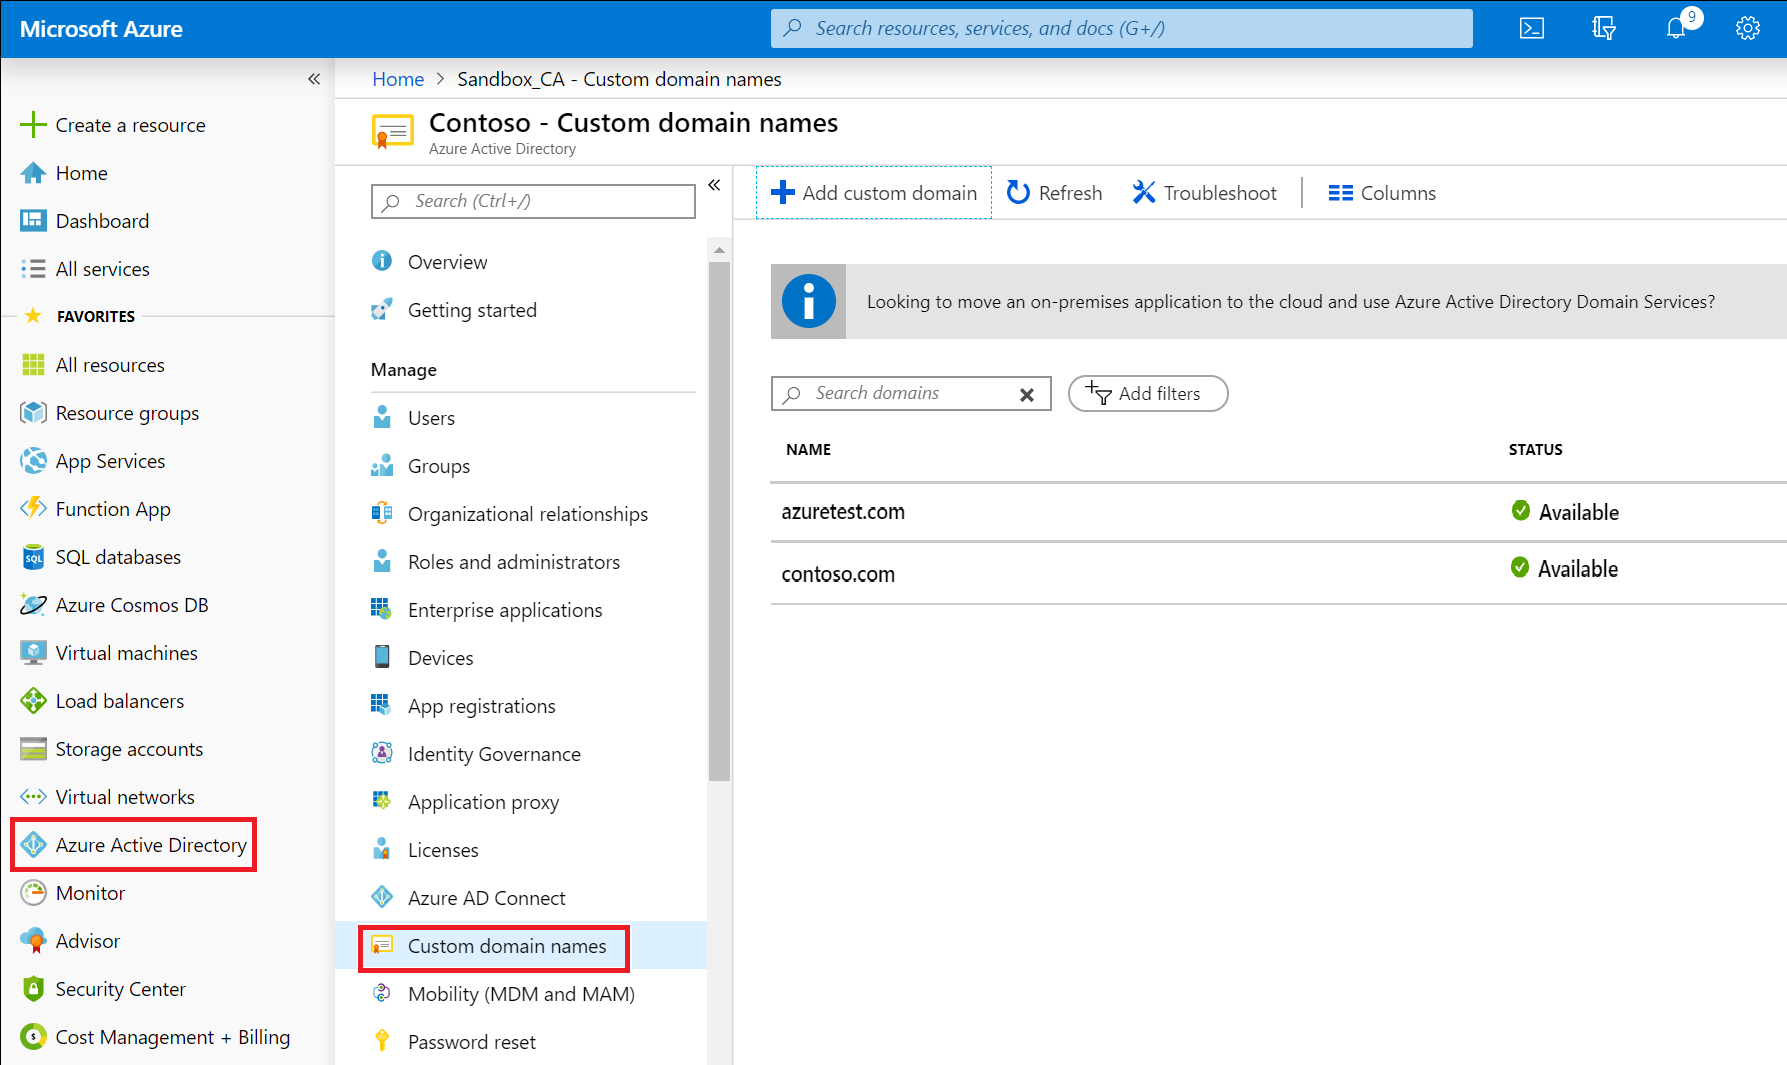 Microsoft Azure
Search resources, services, and docs (G+/)
9
«
Create a resource
Home
Dashboard
All services
FAVORITES
All resources
Resource groups
App Services
Function App
SQL databases
Azure Cosmos DB
Virtual machines
Load balancers
Storage accounts
Virtual networks
Azure Active Directory
Monitor
Advisor
Security Center
Cost Management + Billing
Home > Sandbox_CA - Custom domain names
Contoso - Custom domain names
Azure Active Directory
Search (Ctrl+/)
«
Overview
Getting started
Manage
Users
Groups
Organizational relationships
Roles and administrators
Enterprise applications
Devices
App registrations
Identity Governance
Application proxy
Licenses
Azure AD Connect
Custom domain names
Mobility (MDM and MAM)
Password reset
Add custom domain Refresh Troubleshoot Columns
Looking to move an on-premises application to the cloud and use Azure Active Directory Domain Services?
Search domains Add filters
NAME STATUS
azuretest.com Available
contoso.com Available
SQL